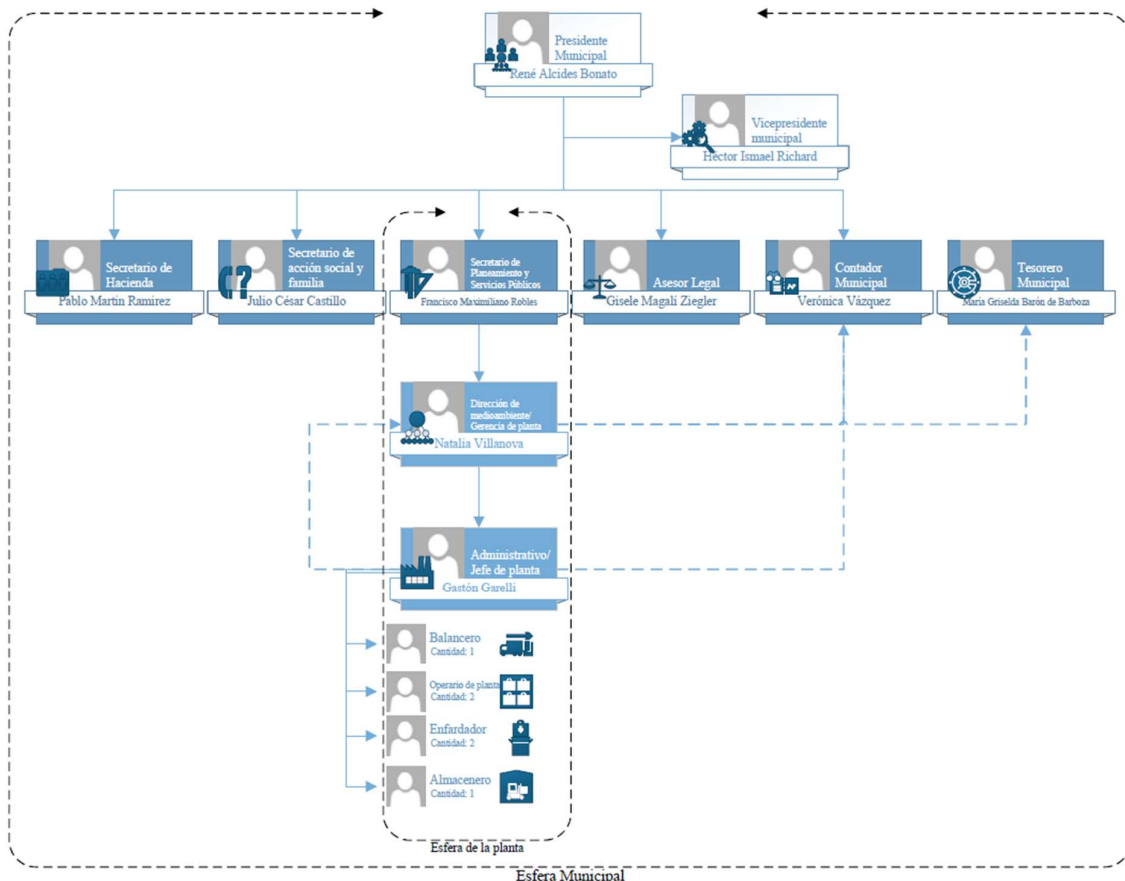 Presidente
Municipal
René Alcides Bonato
Vicepresidente
municipal
Héctor Ismael Richard
Secretario de
Hacienda
Pablo Martín Ramírez
Secretario de
acción social y
familia
Julio César Castillo
Secretario de
Planeamiento y
Servicios Públicos
Francisco Maximiliano Robles
Asesor Legal
Gisele Magalí Ziegler
Contador
Municipal
Verónica Vázquez
Tesorero
Municipal
María Griselda Barón de Barboza
Dirección de
medioambiente/
Gerencia de planta
Natalia Villanova
Administrativo/
Jefe de planta
Gastón Garelli
Balancero
Cantidad: 1
Operario de planta
Cantidad: 2
Enfardador
Cantidad: 2
Almacenero
Cantidad: 1
Esfera de la planta
Esfera Municipal